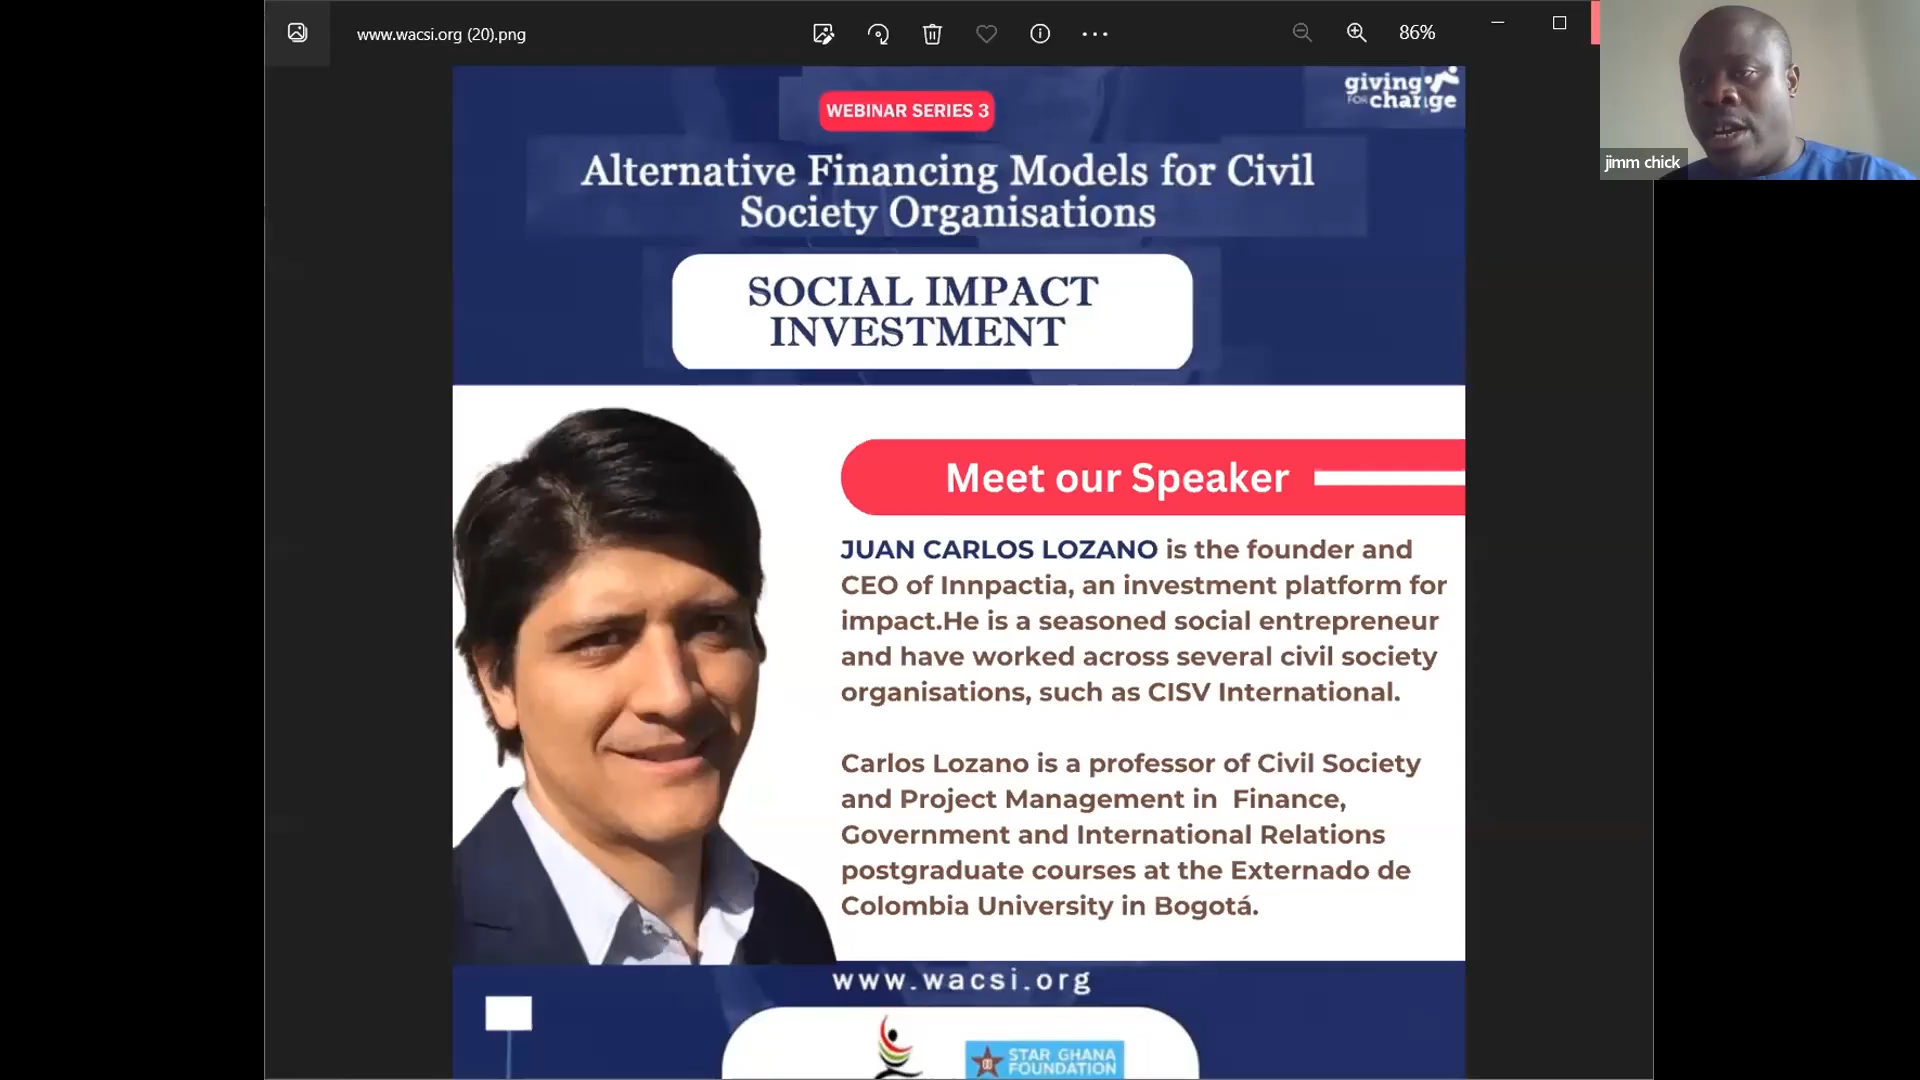 www.wacsi.org (20).png
86%
giving
FOR change
WEBINAR SERIES 3
Alternative Financing Models for Civil
Society Organisations
SOCIAL IMPACT
INVESTMENT
jimm chick
Meet our Speaker
JUAN CARLOS LOZANO is the founder and
CEO of Innpactia, an investment platform for
impact.He is a seasoned social entrepreneur
and have worked across several civil society
organisations, such as CISV International.
Carlos Lozano is a professor of Civil Society
and Project Management in Finance,
Government and International Relations
postgraduate courses at the Externado de
Colombia University in Bogotá.
www.wacsi.org
STAR GHANA
FOUNDATION